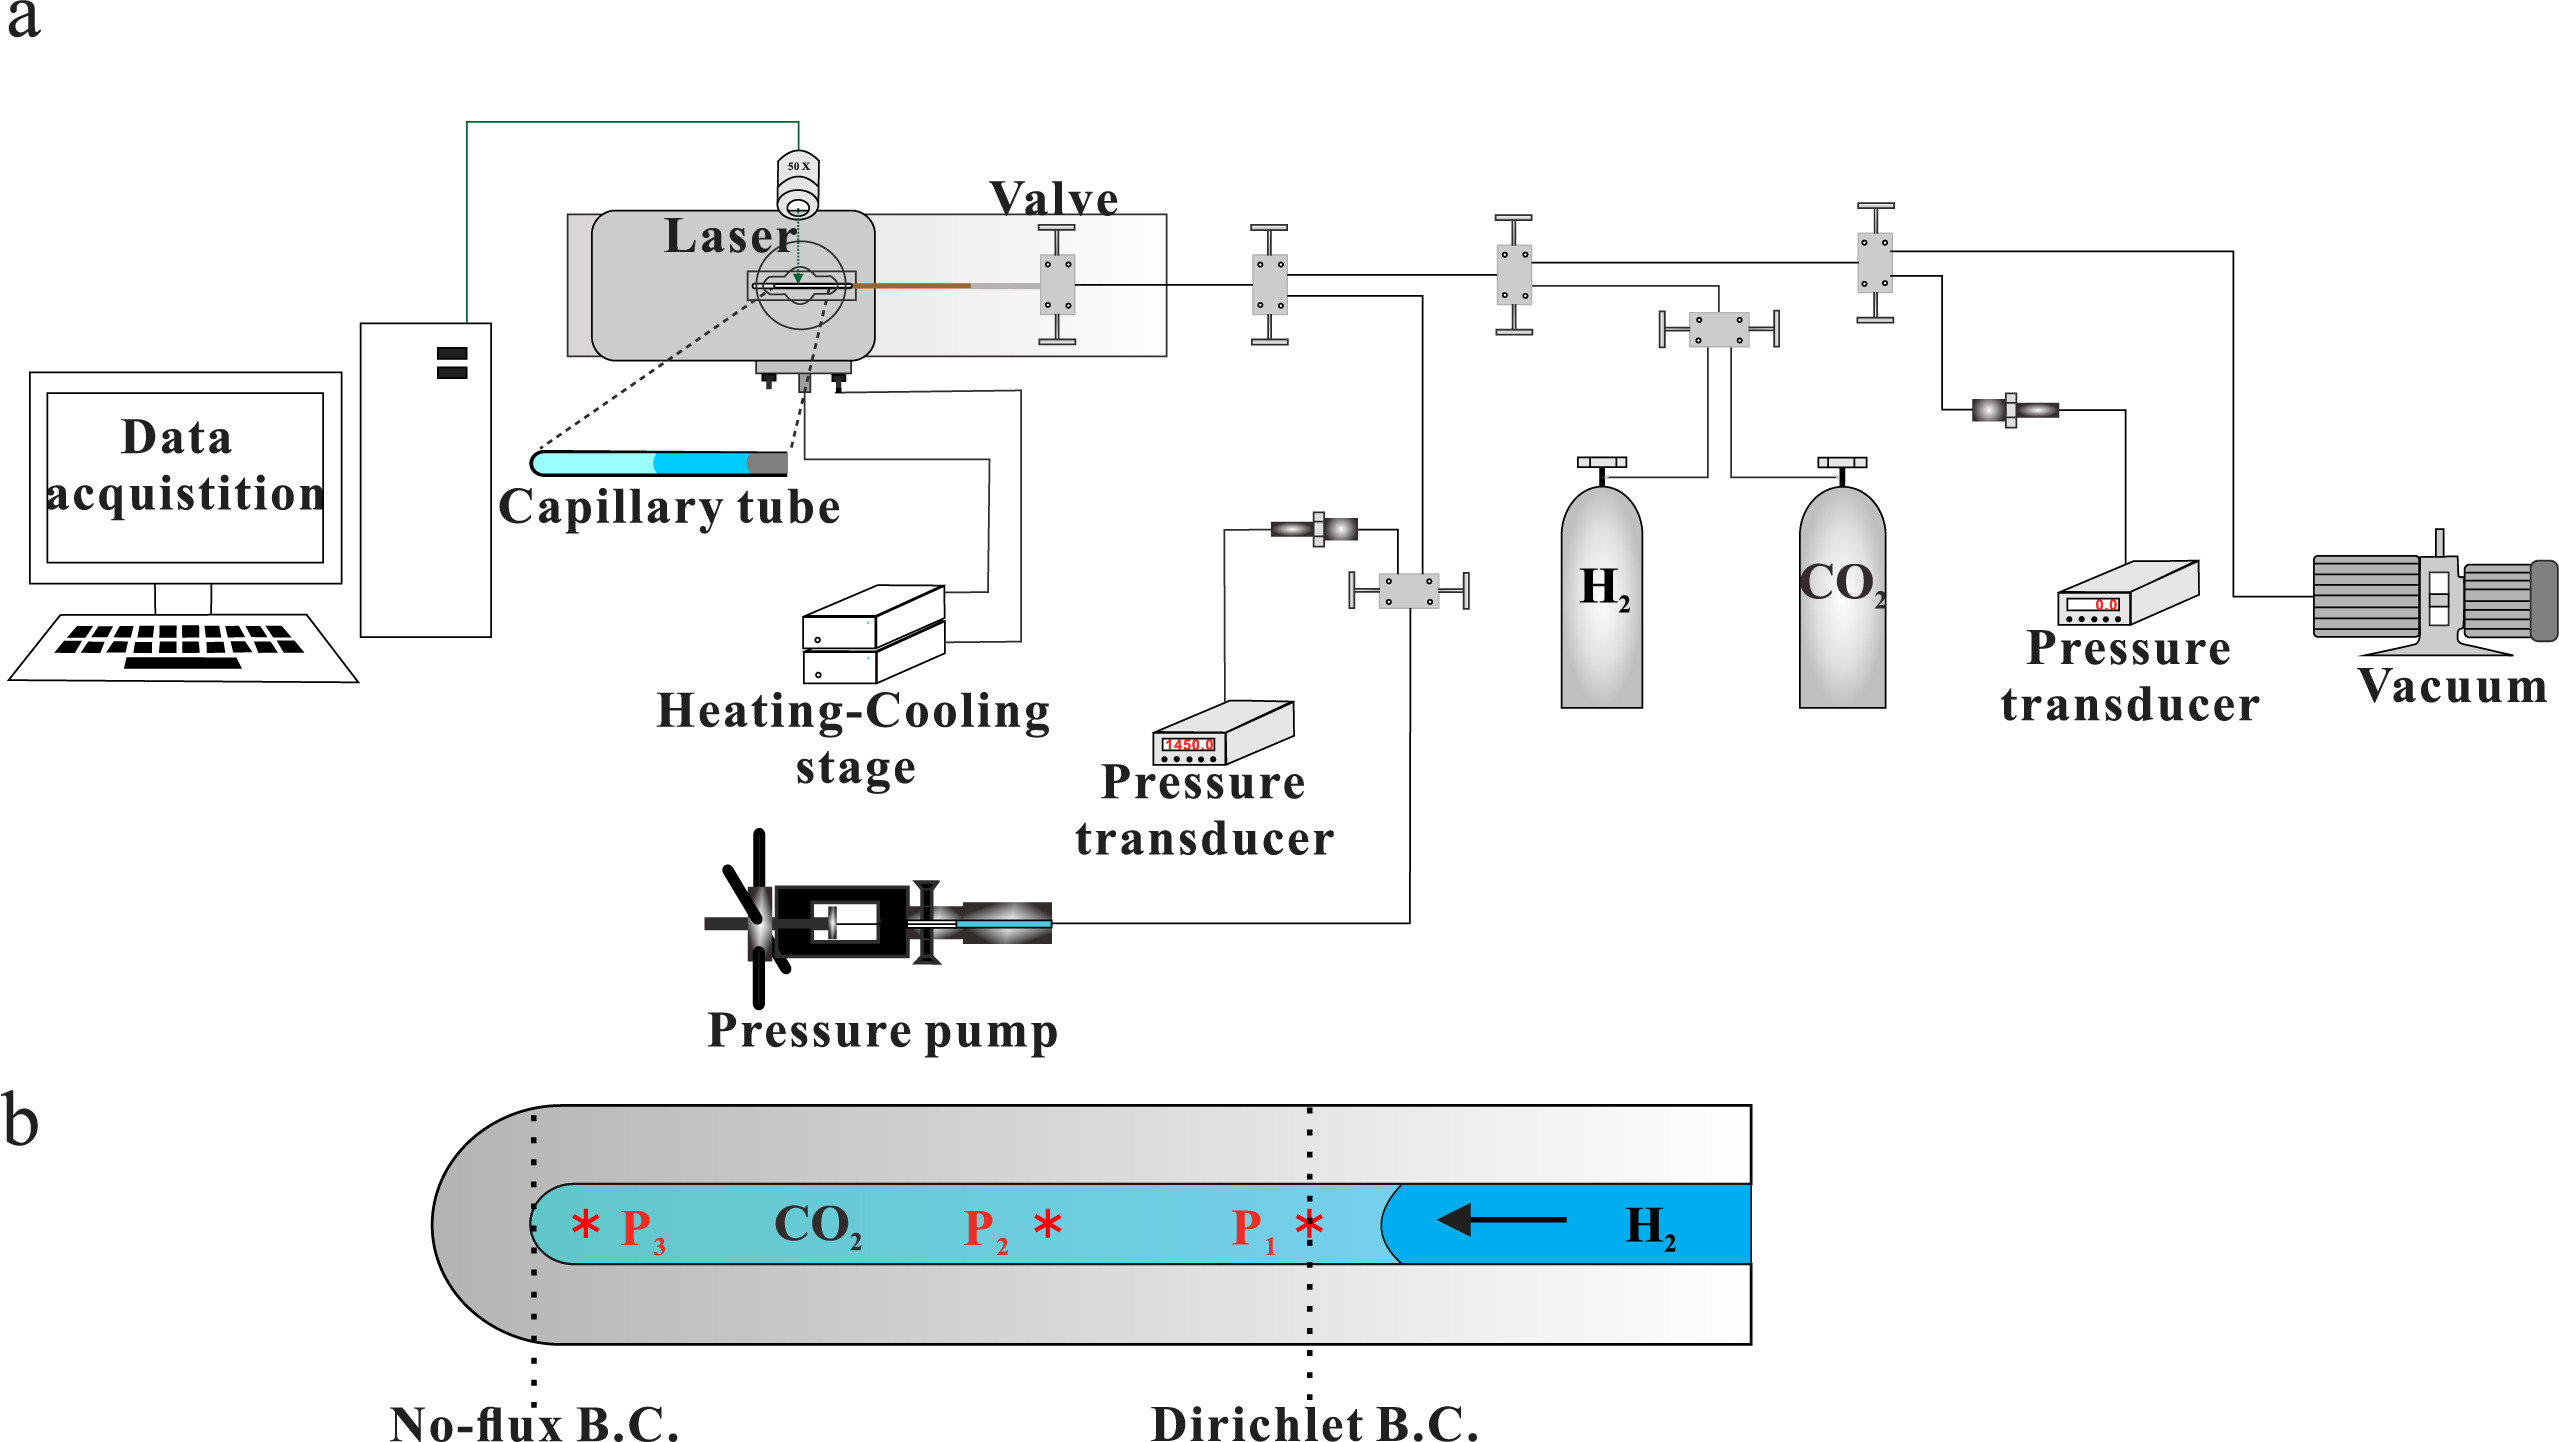 a
50 X
Valve
Laser
Data
acquistition
Capillary tube
H2
CO2
0.0
Pressure
transducer
Vacuum
Heating-Cooling
stage
1450.0
Pressure
transducer
Pressure pump
b
* P3 CO2 P2 * P1 * H2
No-flux B.C. Dirichlet B.C.